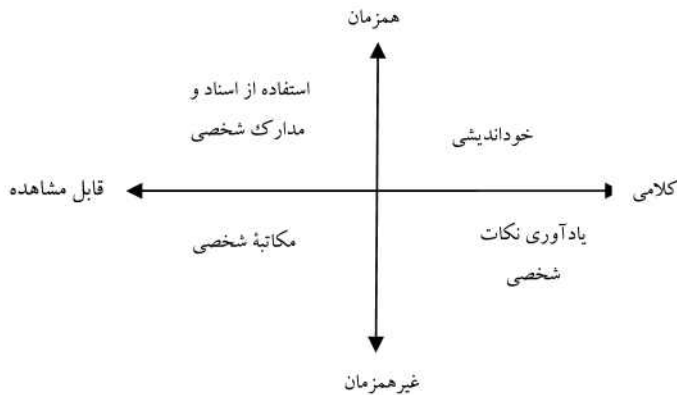 همزمان
استفاده از اسناد و
مدارک شخصی
خوداندیشی
کلامی
قابل مشاهده
یادآوری نکات
شخصی
مکاتبهٔ شخصی
غیرهمزمان